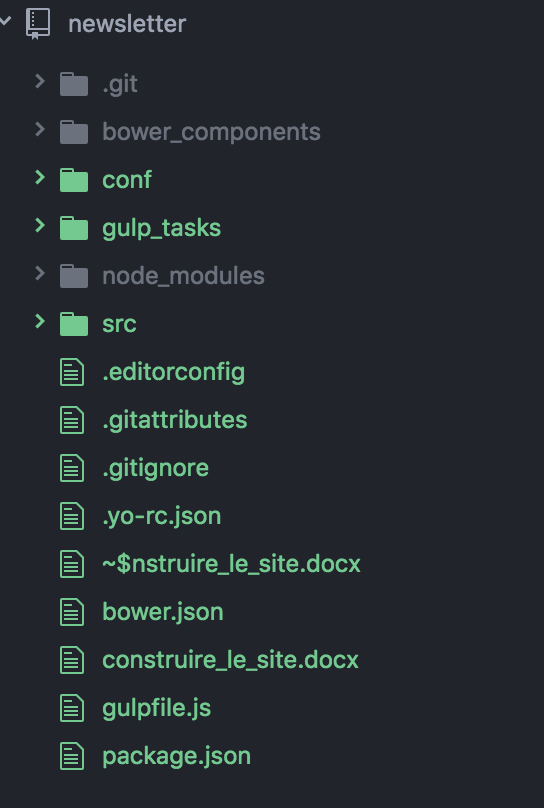 newsletter
.git
bower_components
conf
gulp_tasks
node_modules
src
.editorconfig
.gitattributes
.gitignore
.yo-rc.json
~$nstruire_le_site.docx
bower.json
construire_le_site.docx
gulpfile.js
package.json